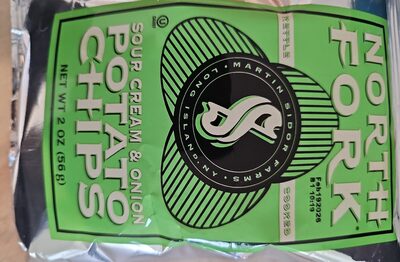 NORTH
FORK®
Feb192026
KETTLE
COOKED
MARTIN SIDOR FARMS
LONG ISLAND, NY
SOUR CREAM & ONION
POTATO
CHIPS
NET WT 2 OZ (56g)